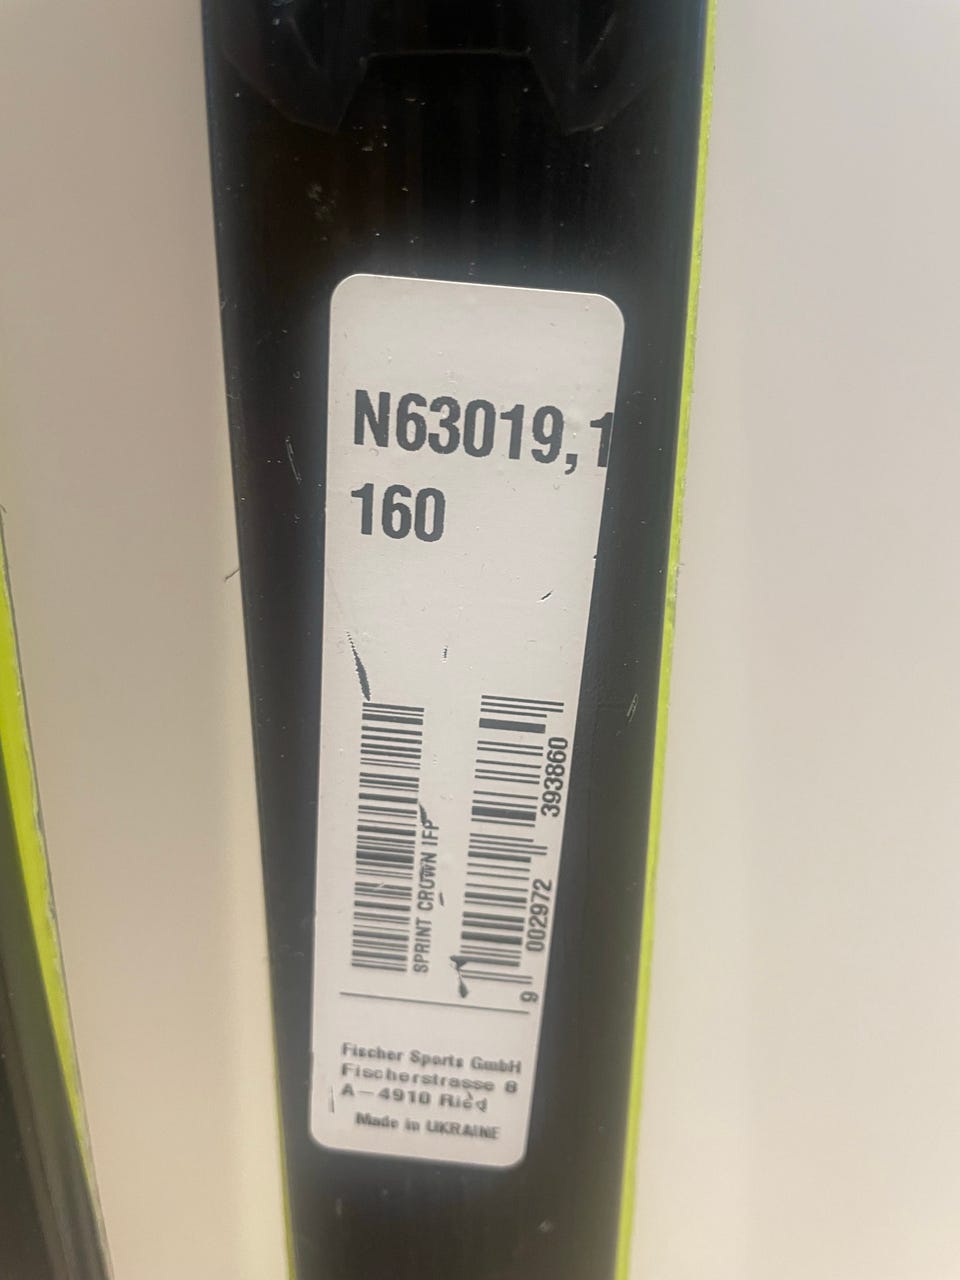 N63019,1
160
SPRINT CROWN IFP
9 002972 393860
Fischer Sports GmbH
Fischerstrasse 8
A-4910 Ried
Made in UKRAINE